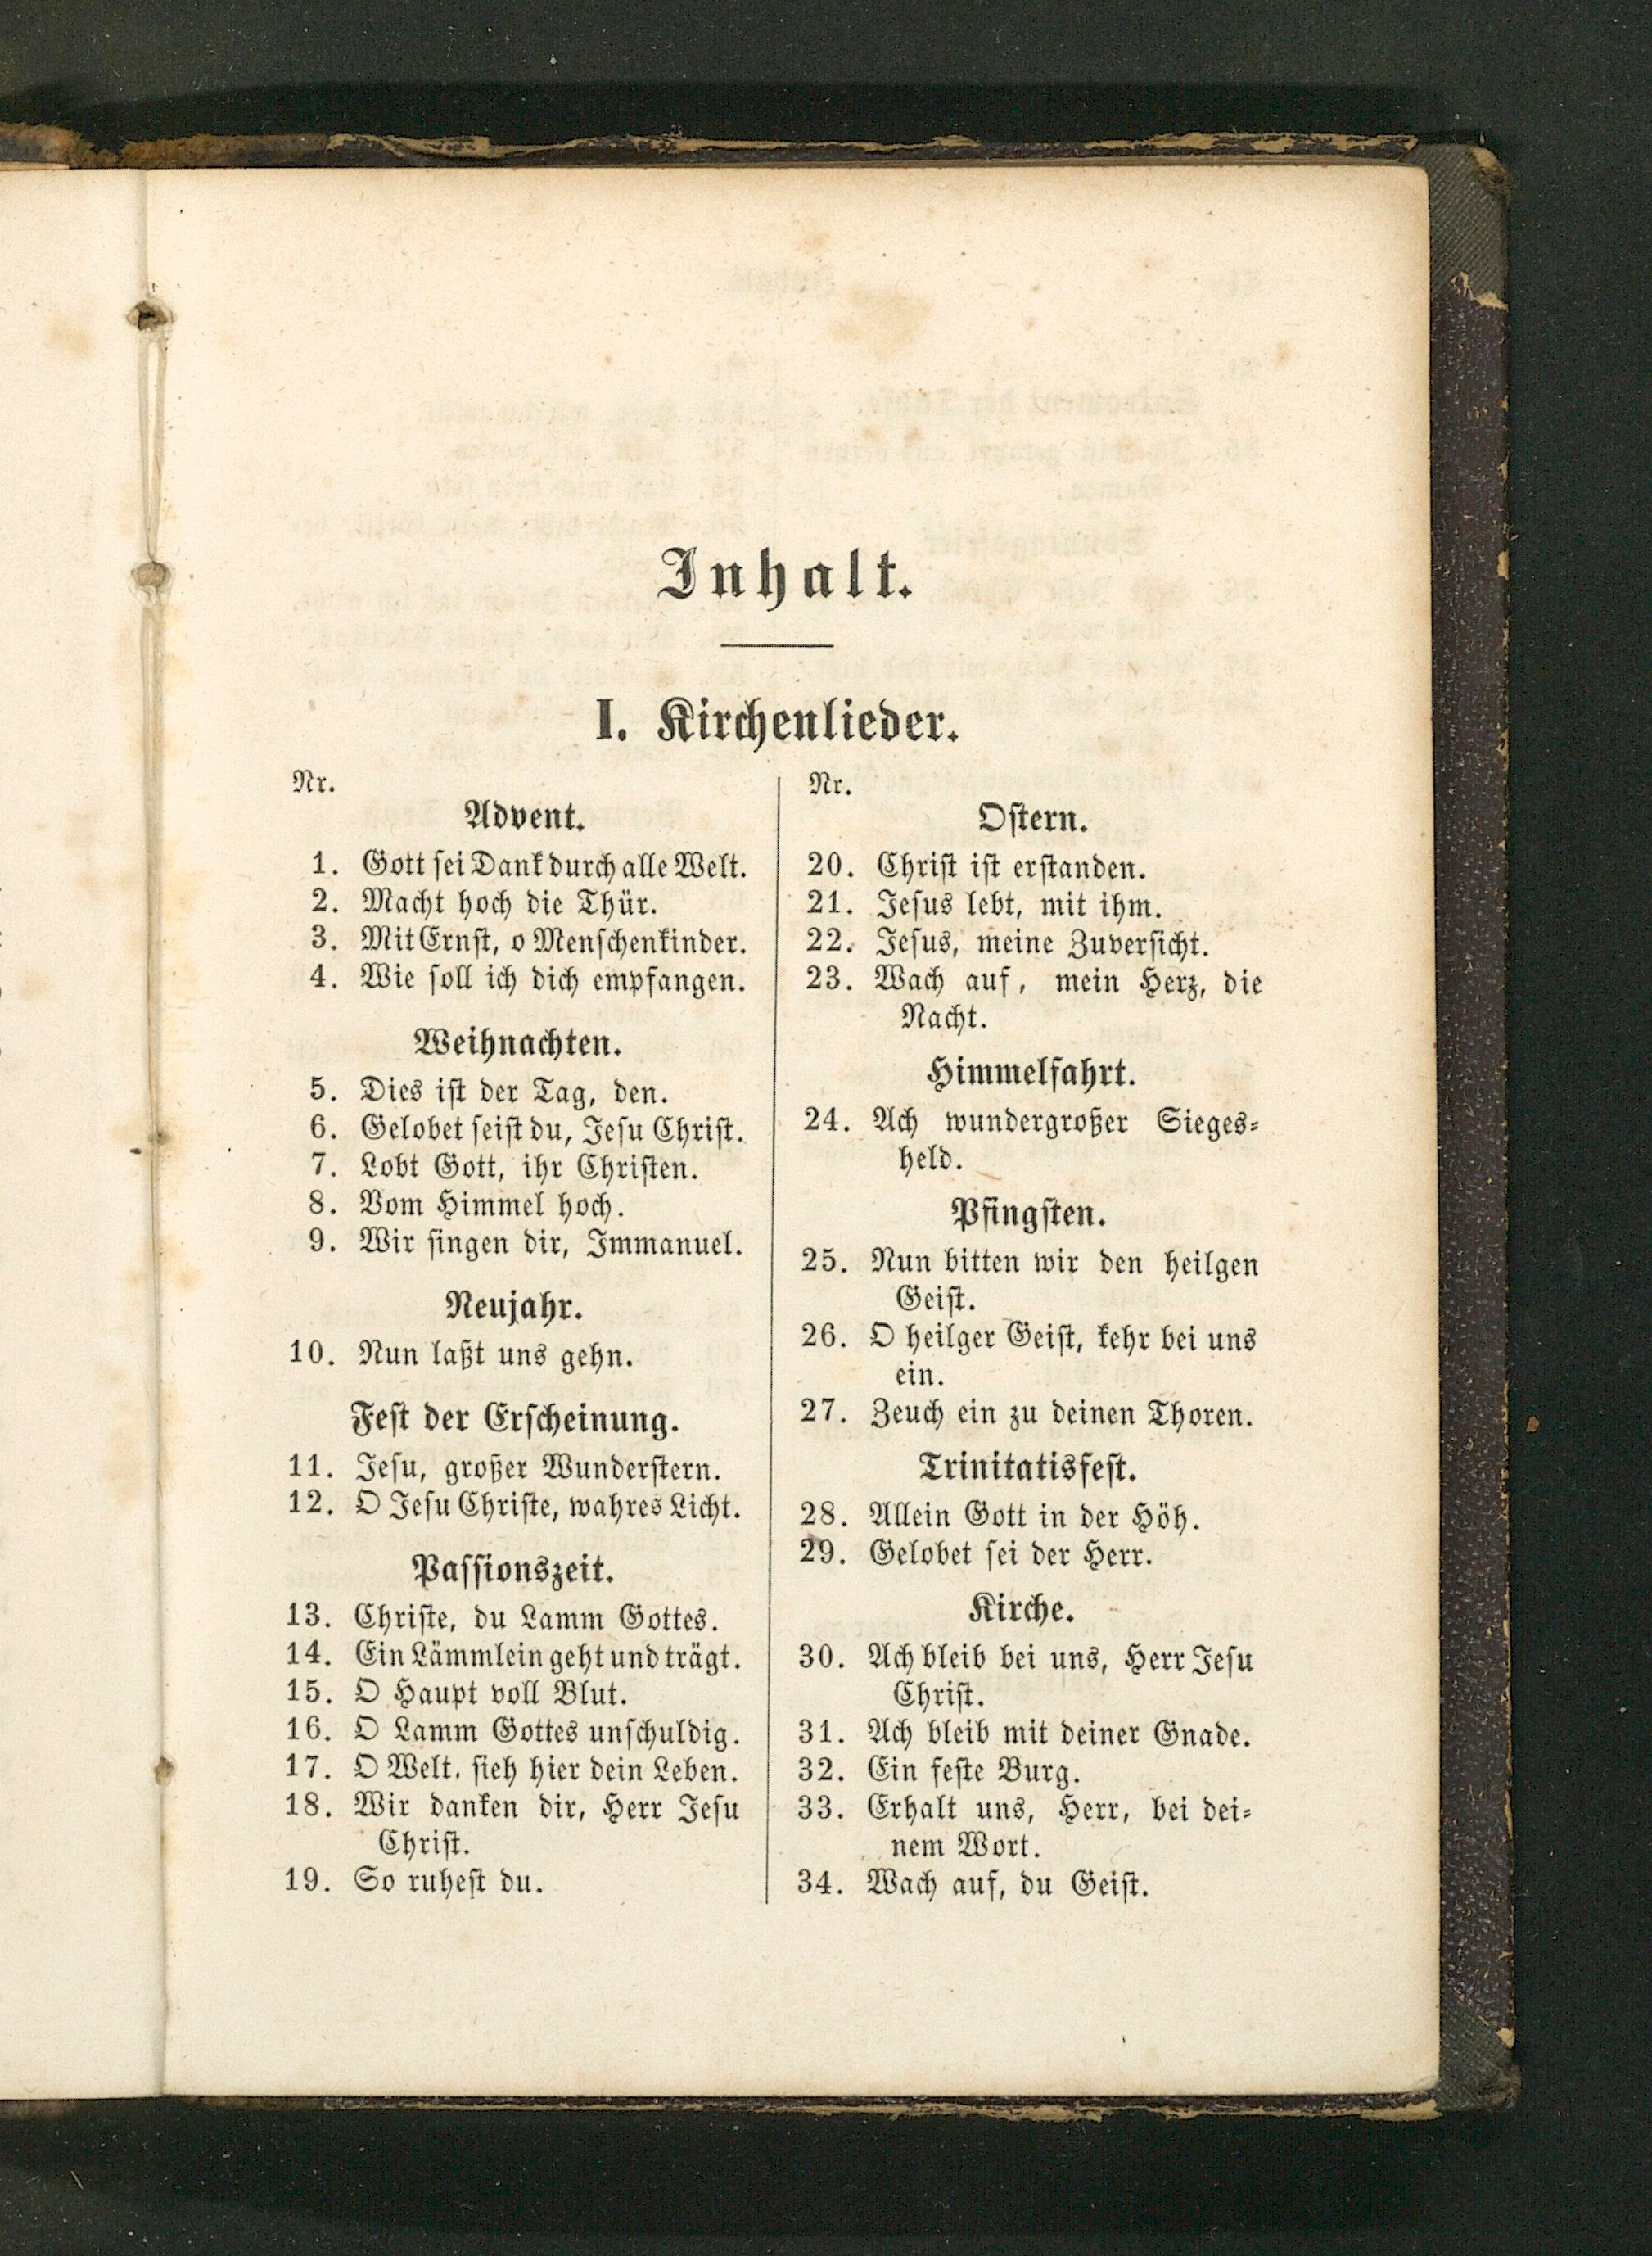 Inhalt.
I. Kirchenlieder.
Nr.
Advent.
1. Gott sei Dank durch alle Welt.
2. Macht hoch die Thür.
3. Mit Ernst, o Menschenkinder.
4. Wie soll ich dich empfangen.
Weihnachten.
5. Dies ist der Tag, den.
6. Gelobet seist du, Jesu Christ.
7. Lobt Gott, ihr Christen.
8. Vom Himmel hoch.
9. Wir singen dir, Immanuel.
Neujahr.
10. Nun laßt uns gehn.
Fest der Erscheinung.
11. Jesu, großer Wunderstern.
12. O Jesu Christe, wahres Licht.
Passionszeit.
13. Christe, du Lamm Gottes.
14. Ein Lämmlein geht und trägt.
15. O Haupt voll Blut.
16. O Lamm Gottes unschuldig.
17. O Welt, sieh hier dein Leben.
18. Wir danken dir, Herr Jesu
Christ.
19. So ruhest du.
Nr.
Ostern.
20. Christ ist erstanden.
21. Jesus lebt, mit ihm.
22. Jesus, meine Zuversicht.
23. Wach auf, mein Herz, die
Nacht.
Himmelfahrt.
24. Ach wundergroßer Sieges-
held.
Pfingsten.
25. Nun bitten wir den heilgen
Geist.
26. O heilger Geist, kehr bei uns
ein.
27. Zeuch ein zu deinen Thoren.
Trinitatisfest.
28. Allein Gott in der Höh.
29. Gelobet sei der Herr.
Kirche.
30. Ach bleib bei uns, Herr Jesu
Christ.
31. Ach bleib mit deiner Gnade.
32. Ein feste Burg.
33. Erhalt uns, Herr, bei dei-
nem Wort.
34. Wach auf, du Geist.